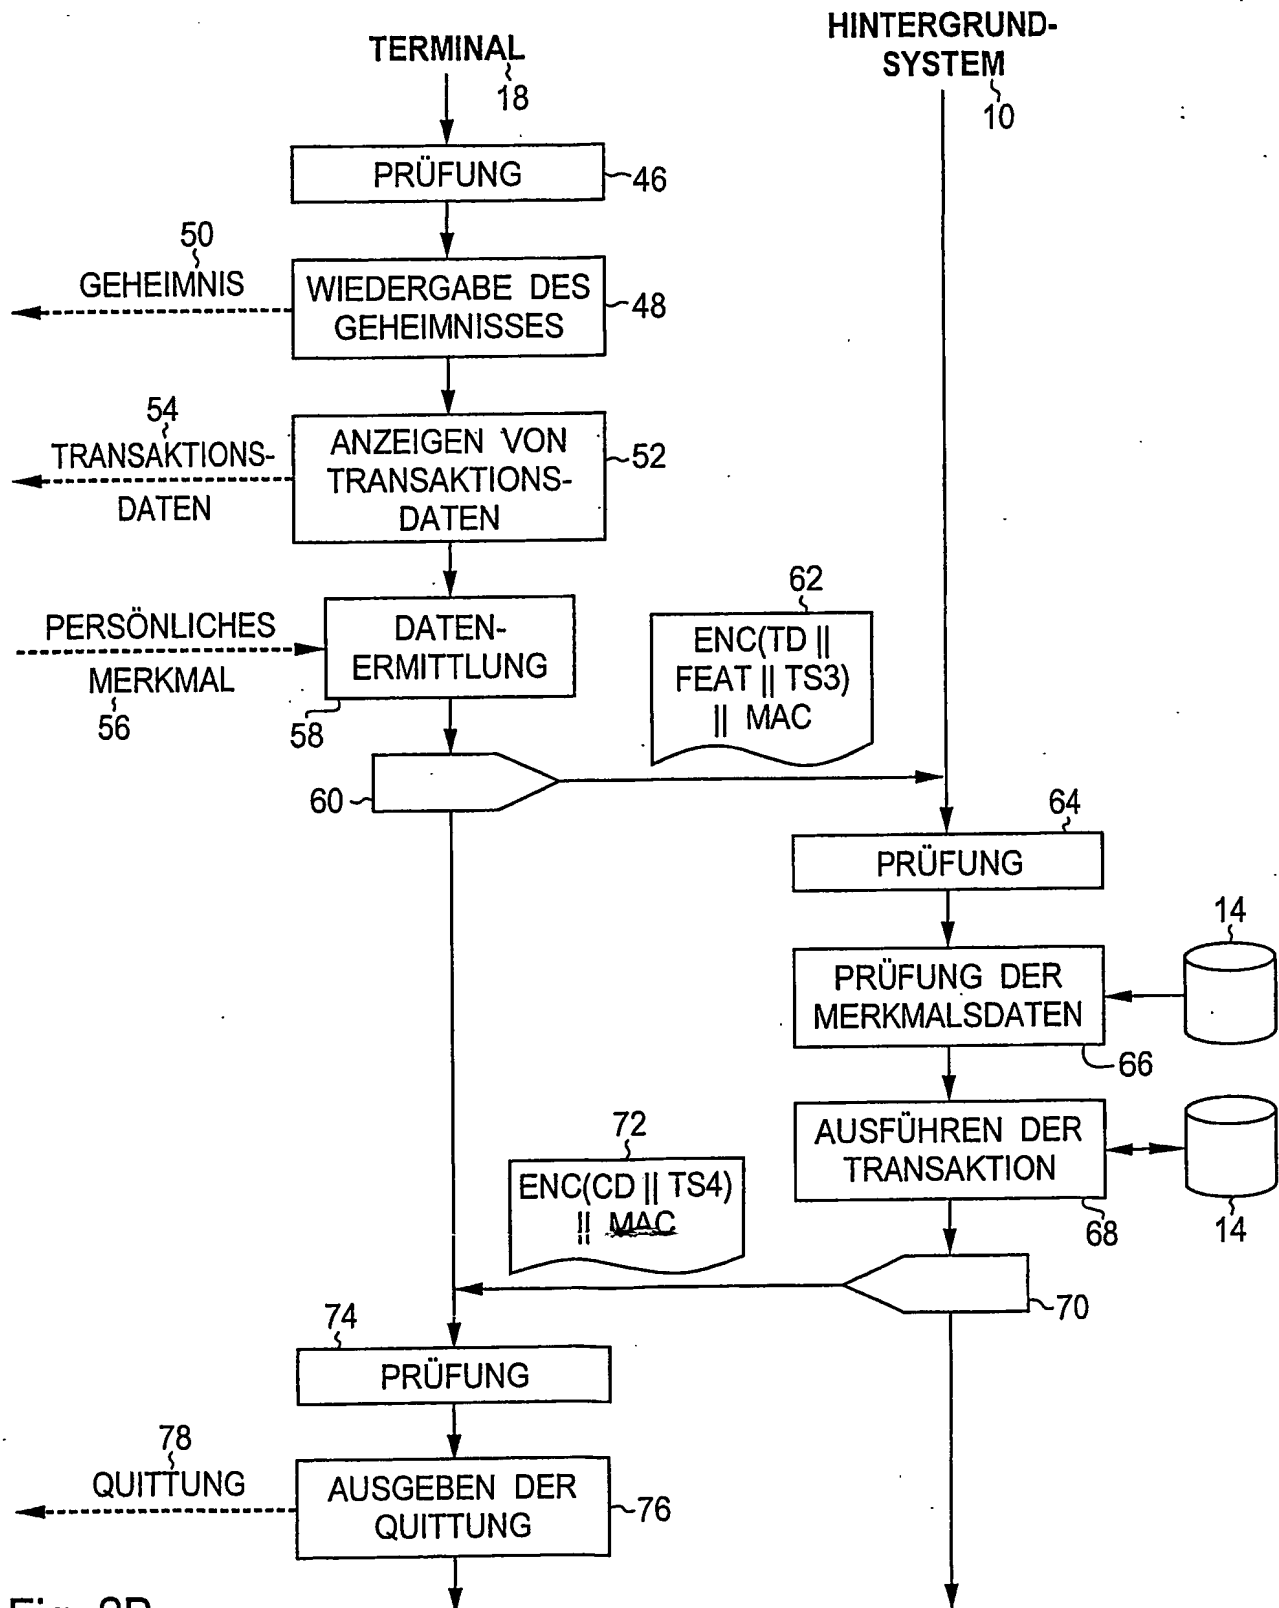 TERMINAL
18
HINTERGRUND-
SYSTEM
10
PRÜFUNG
46
50
GEHEIMNIS
WIEDERGABE DES
GEHEIMNISSES
48
54
TRANSAKTIONS-
DATEN
ANZEIGEN VON
TRANSAKTIONS-
DATEN
52
PERSÖNLICHES
MERKMAL
56
DATEN-
ERMITTLUNG
58
62
ENC(TD ||
FEAT || TS3)
|| MAC
60
64
PRÜFUNG
14
PRÜFUNG DER
MERKMALSDATEN
66
AUSFÜHREN DER
TRANSAKTION
68
14
72
ENC(CD || TS4)
|| MAC
70
74
PRÜFUNG
78
QUITTUNG
AUSGEBEN DER
QUITTUNG
76